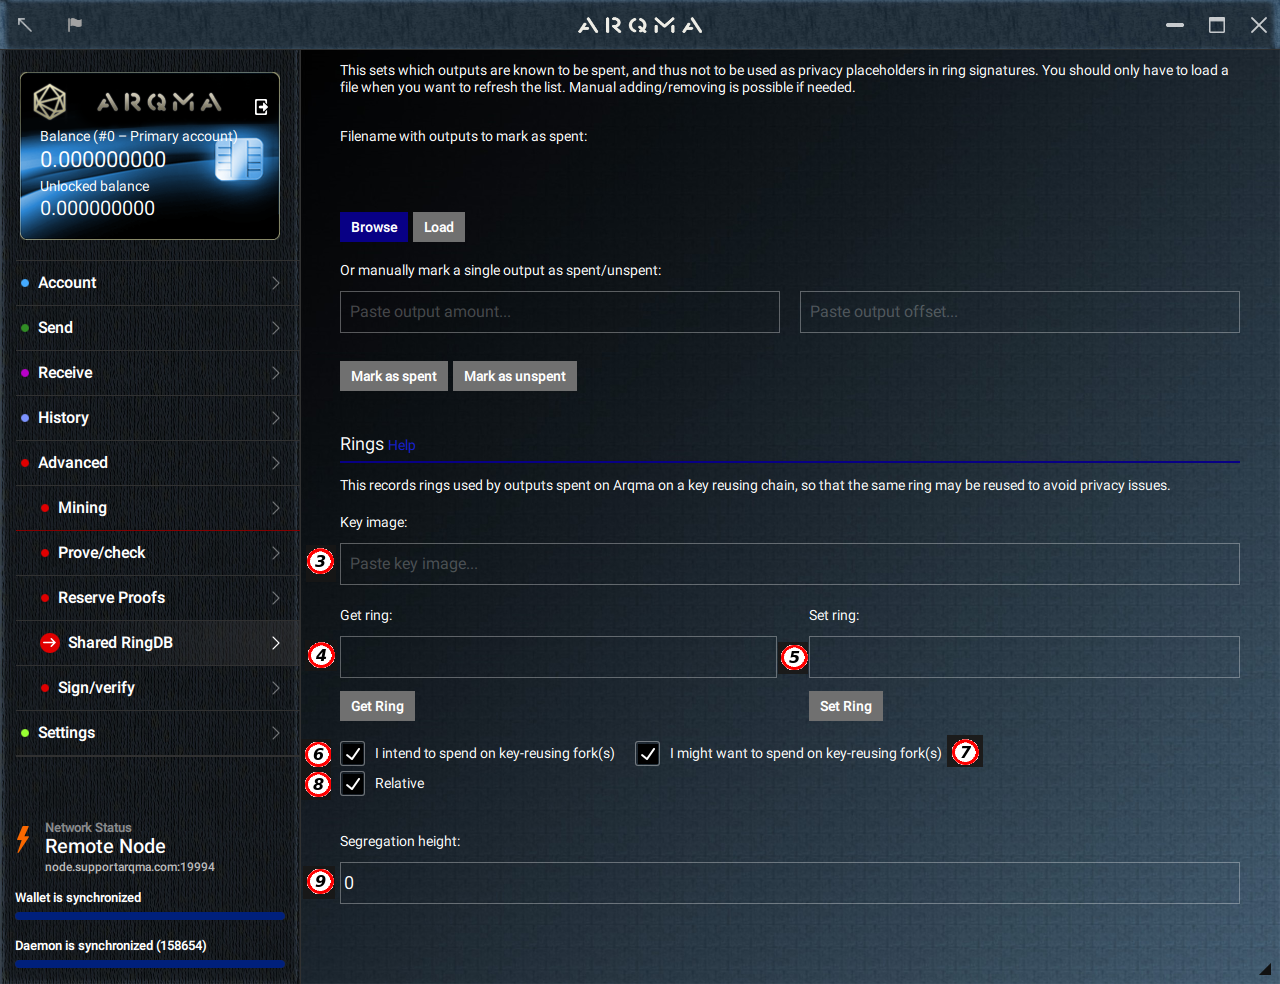 ARQMA
ARQMA
Balance (#0 – Primary account)
0.000000000
Unlocked balance
0.000000000
Account
Send
Receive
History
Advanced
Mining
Prove/check
Reserve Proofs
Shared RingDB
Sign/verify
Settings
Network Status
Remote Node
node.supportarqma.com:19994
Wallet is synchronized
Daemon is synchronized (158654)
This sets which outputs are known to be spent, and thus not to be used as privacy placeholders in ring signatures. You should only have to load a
file when you want to refresh the list. Manual adding/removing is possible if needed.
Filename with outputs to mark as spent:
Browse Load
Or manually mark a single output as spent/unspent:
Paste output amount... Paste output offset...
Mark as spent Mark as unspent
Rings Help
This records rings used by outputs spent on Arqma on a key reusing chain, so that the same ring may be reused to avoid privacy issues.
Key image:
3 Paste key image...
Get ring: Set ring:
4 5
Get Ring Set Ring
6 I intend to spend on key-reusing fork(s) I might want to spend on key-reusing fork(s) 7
8 Relative
Segregation height:
9 0